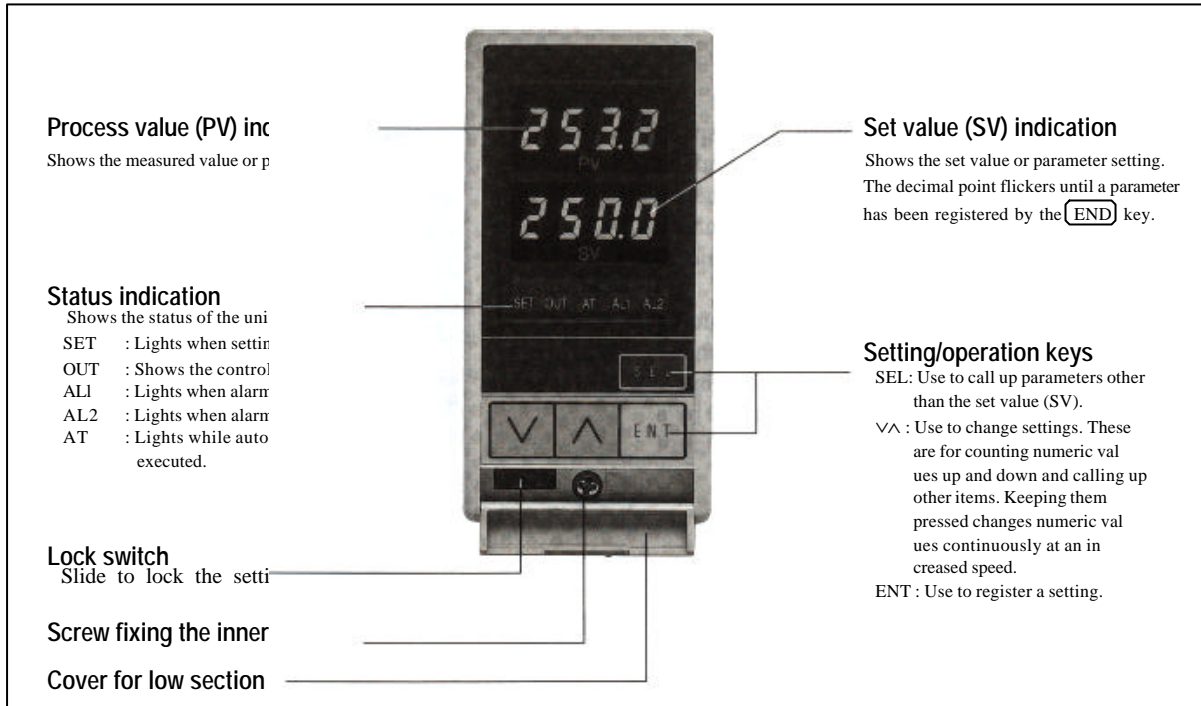 Process value (PV)
Shows the measured value or
Status indication
Shows the status of the
SET : Lights when
OUT : Shows the
AL1 : Lights when alarm
AL2 : Lights when alarm
AT : Lights while auto
executed.
Lock switch
Slide to lock the
Screw fixing the inner
Cover for low section
253.2
PV
250.0
SV
SET OUT AT AL1 AL2
SEL
ENT
Set value (SV) indication
Shows the set value or parameter setting.
The decimal point flickers until a parameter
has been registered by the END key.
Setting/operation keys
SEL: Use to call up parameters other
than the set value (SV).
∨∧ : Use to change settings. These
are for counting numeric val
ues up and down and calling up
other items. Keeping them
pressed changes numeric val
ues continuously at an in
creased speed.
ENT : Use to register a setting.